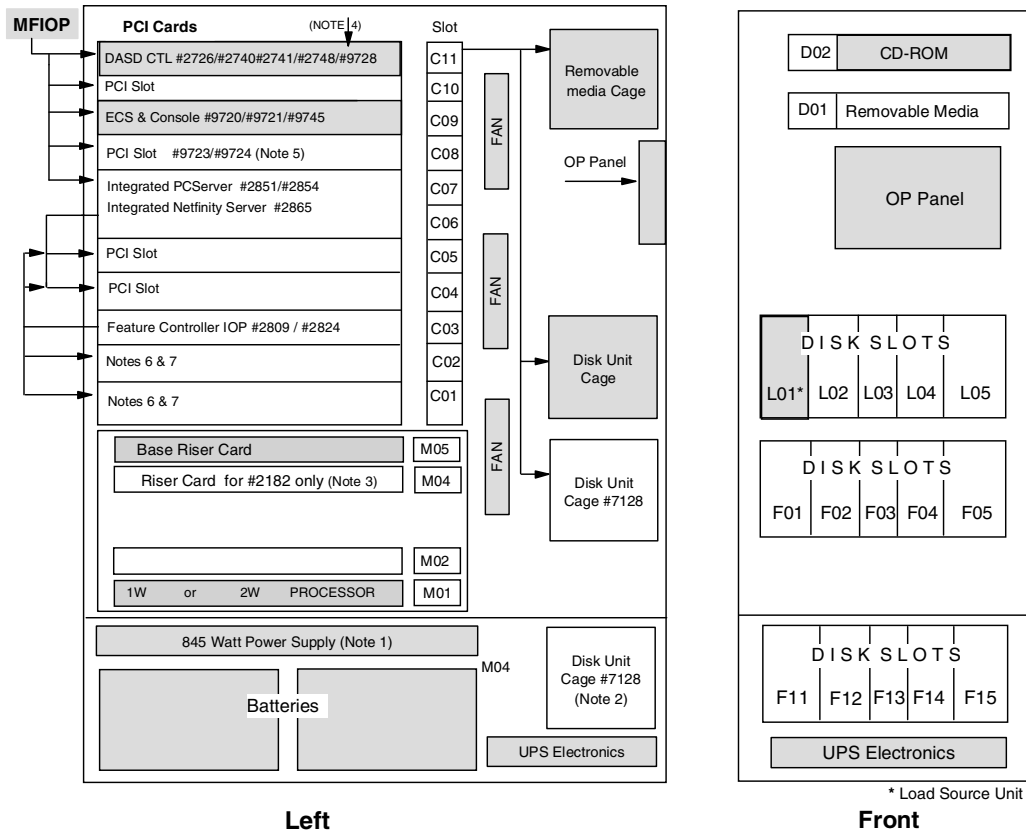 MFIOP
PCI Cards
(NOTE 4)
Slot
DASD CTL #2726/#2740#2741/#2748/#9728
C11
PCI Slot
C10
ECS & Console #9720/#9721/#9745
C09
PCI Slot #9723/#9724 (Note 5)
C08
Integrated PCServer #2851/#2854
C07
Integrated Netfinity Server #2865
C06
PCI Slot
C05
PCI Slot
C04
Feature Controller IOP #2809 / #2824
C03
Notes 6 & 7
C02
Notes 6 & 7
C01
Base Riser Card
M05
Riser Card for #2182 only (Note 3)
M04
M02
1W or 2W PROCESSOR
M01
FAN
FAN
FAN
Removable
media Cage
OP Panel
Disk Unit
Cage
Disk Unit
Cage #7128
845 Watt Power Supply (Note 1)
M04
Batteries
Disk Unit
Cage #7128
(Note 2)
UPS Electronics
Left
D02
CD-ROM
D01
Removable Media
OP Panel
DISK SLOTS
L01* L02 L03 L04 L05
DISK SLOTS
F01 F02 F03 F04 F05
DISK SLOTS
F11 F12 F13 F14 F15
UPS Electronics
* Load Source Unit
Front